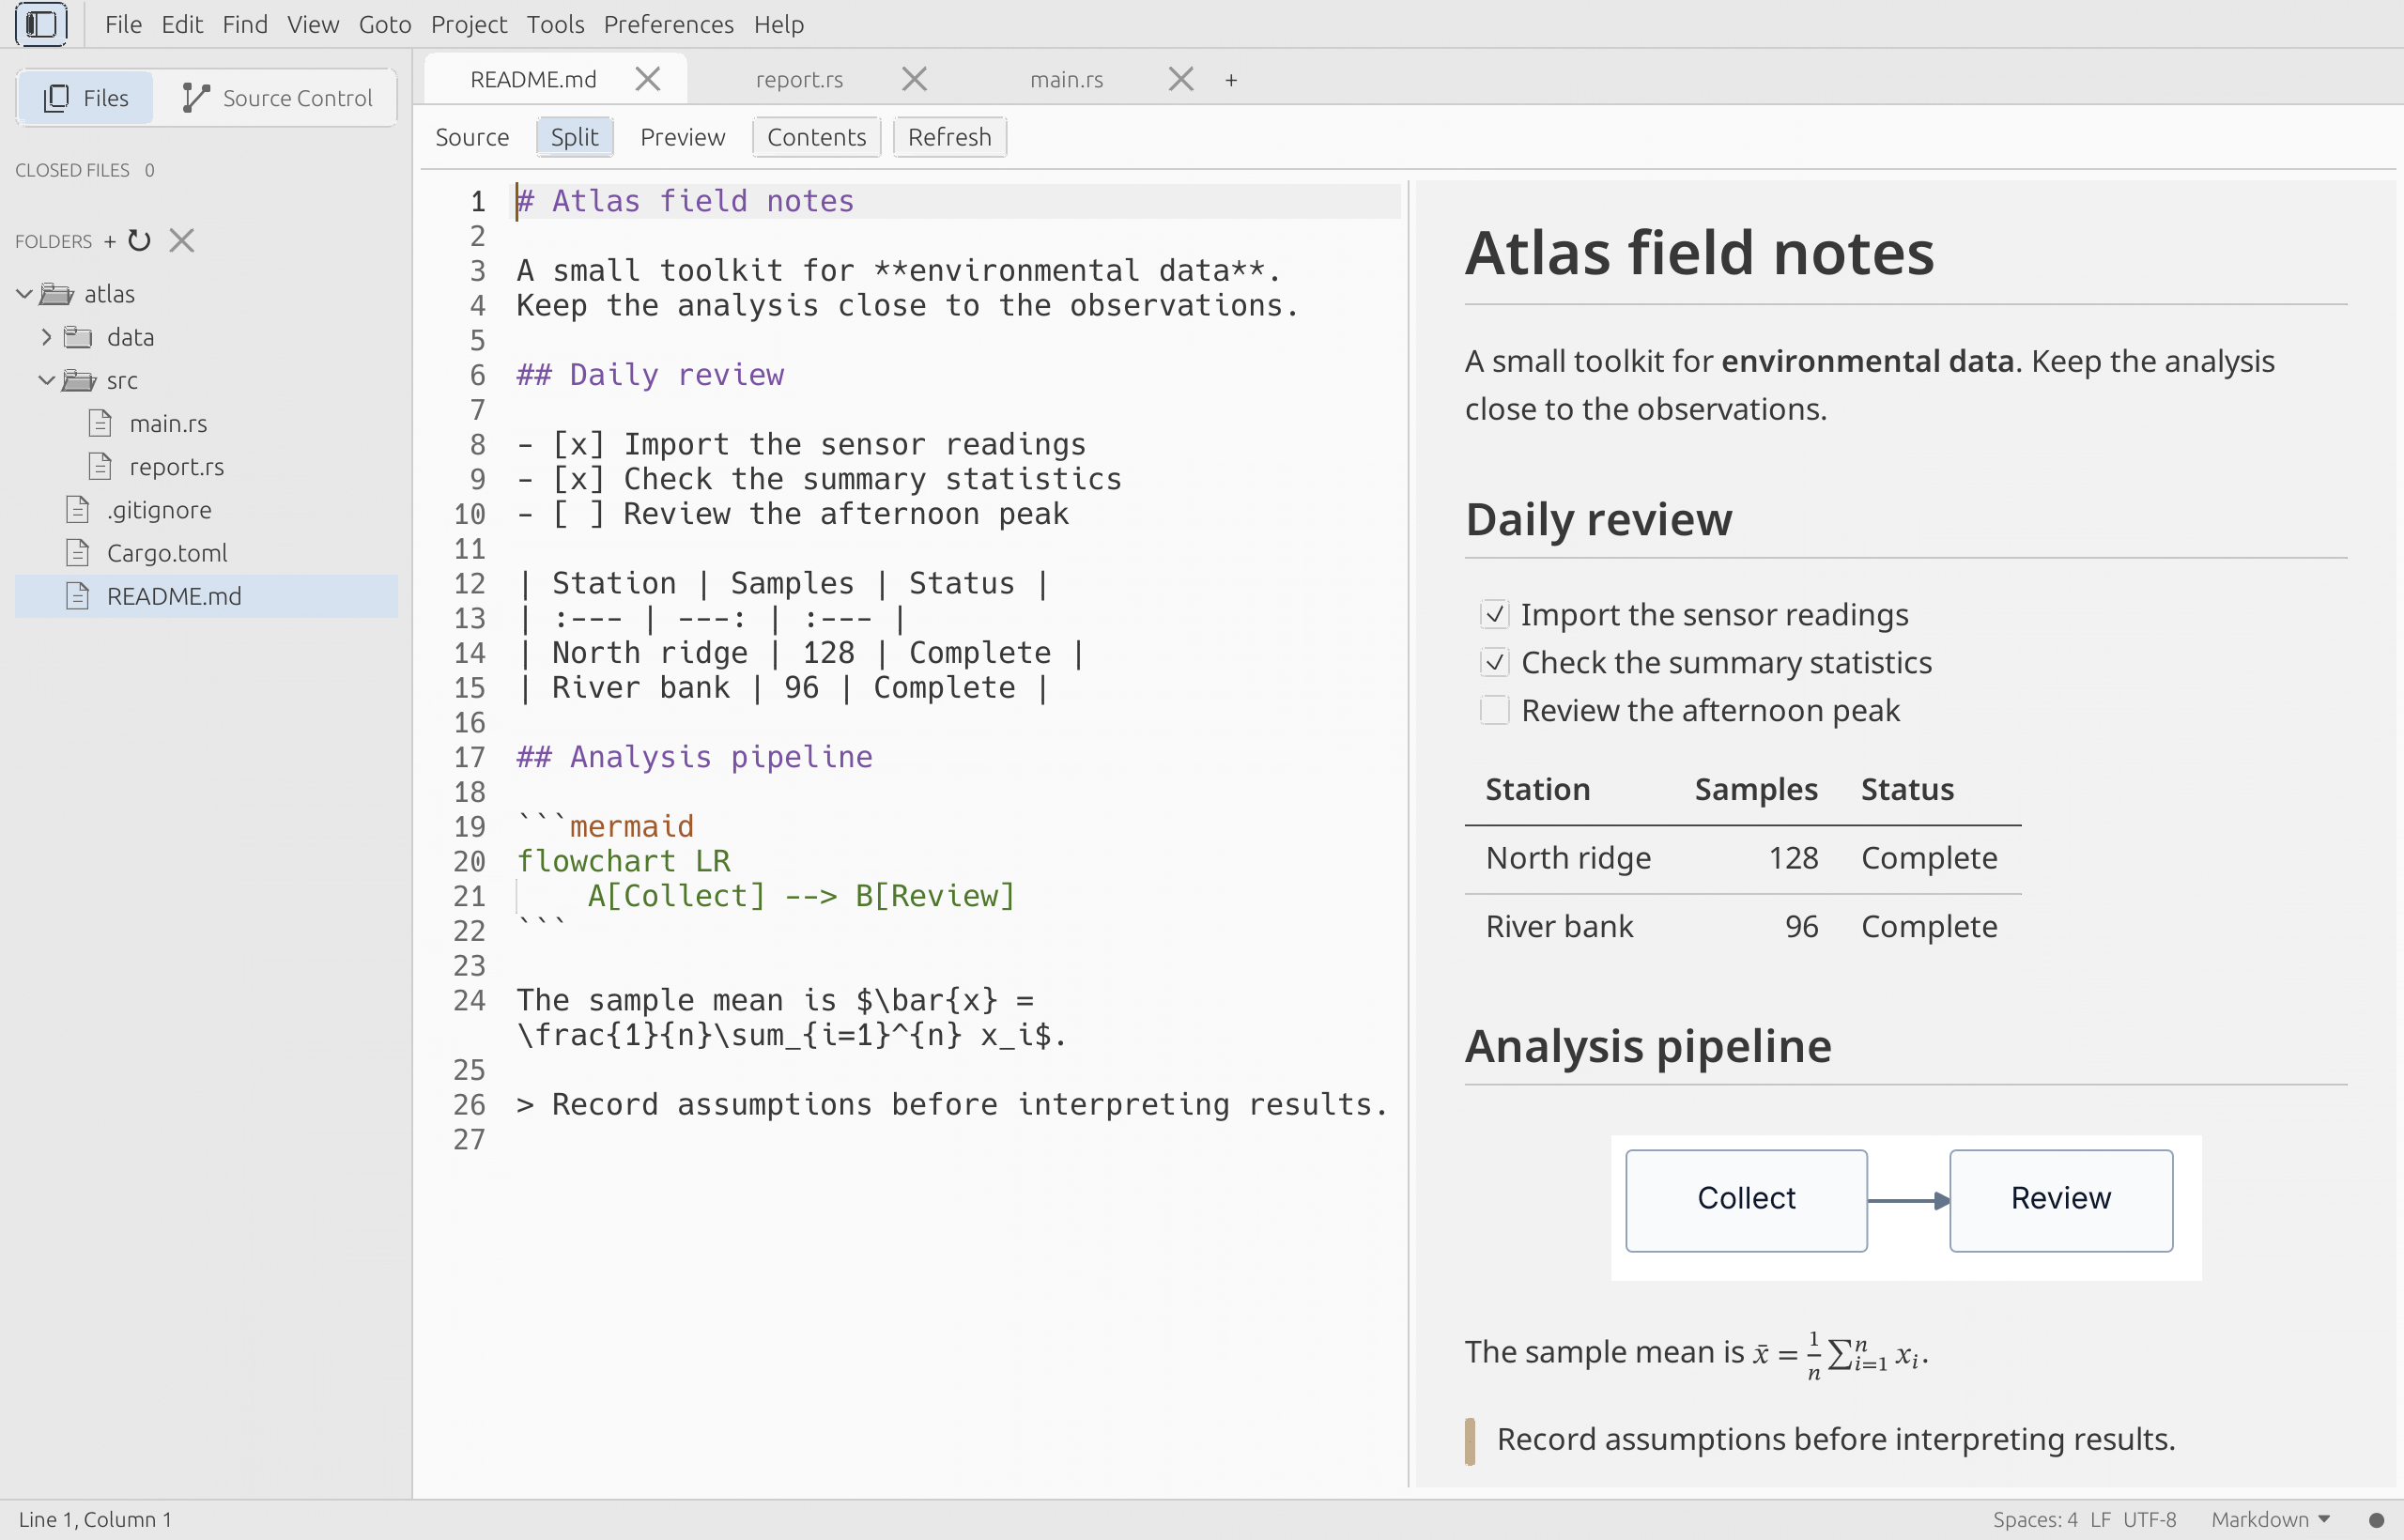 File Edit Find View Goto Project Tools Preferences Help
Files Source Control
CLOSED FILES 0
FOLDERS +
atlas
data
src
main.rs
report.rs
.gitignore
Cargo.toml
README.md
README.md report.rs main.rs +
Source Split Preview Contents Refresh
1 # Atlas field notes
2
3 A small toolkit for **environmental data**.
4 Keep the analysis close to the observations.
5
6 ## Daily review
7
8 - [x] Import the sensor readings
9 - [x] Check the summary statistics
10 - [ ] Review the afternoon peak
11
12 | Station | Samples | Status |
13 | :--- | ---: | :--- |
14 | North ridge | 128 | Complete |
15 | River bank | 96 | Complete |
16
17 ## Analysis pipeline
18
19 ```mermaid
20 flowchart LR
21     A[Collect] --> B[Review]
22 ```
23
24 The sample mean is $\bar{x} =
\frac{1}{n}\sum_{i=1}^{n} x_i$.
25
26 > Record assumptions before interpreting results.
27
Atlas field notes
A small toolkit for environmental data. Keep the analysis
close to the observations.
Daily review
Import the sensor readings
Check the summary statistics
Review the afternoon peak
Station Samples Status
North ridge 128 Complete
River bank 96 Complete
Analysis pipeline
Collect Review
The sample mean is x̄ = 1/n ∑ⁿᵢ₌₁ xᵢ.
Record assumptions before interpreting results.
Line 1, Column 1
Spaces: 4 LF UTF-8 Markdown